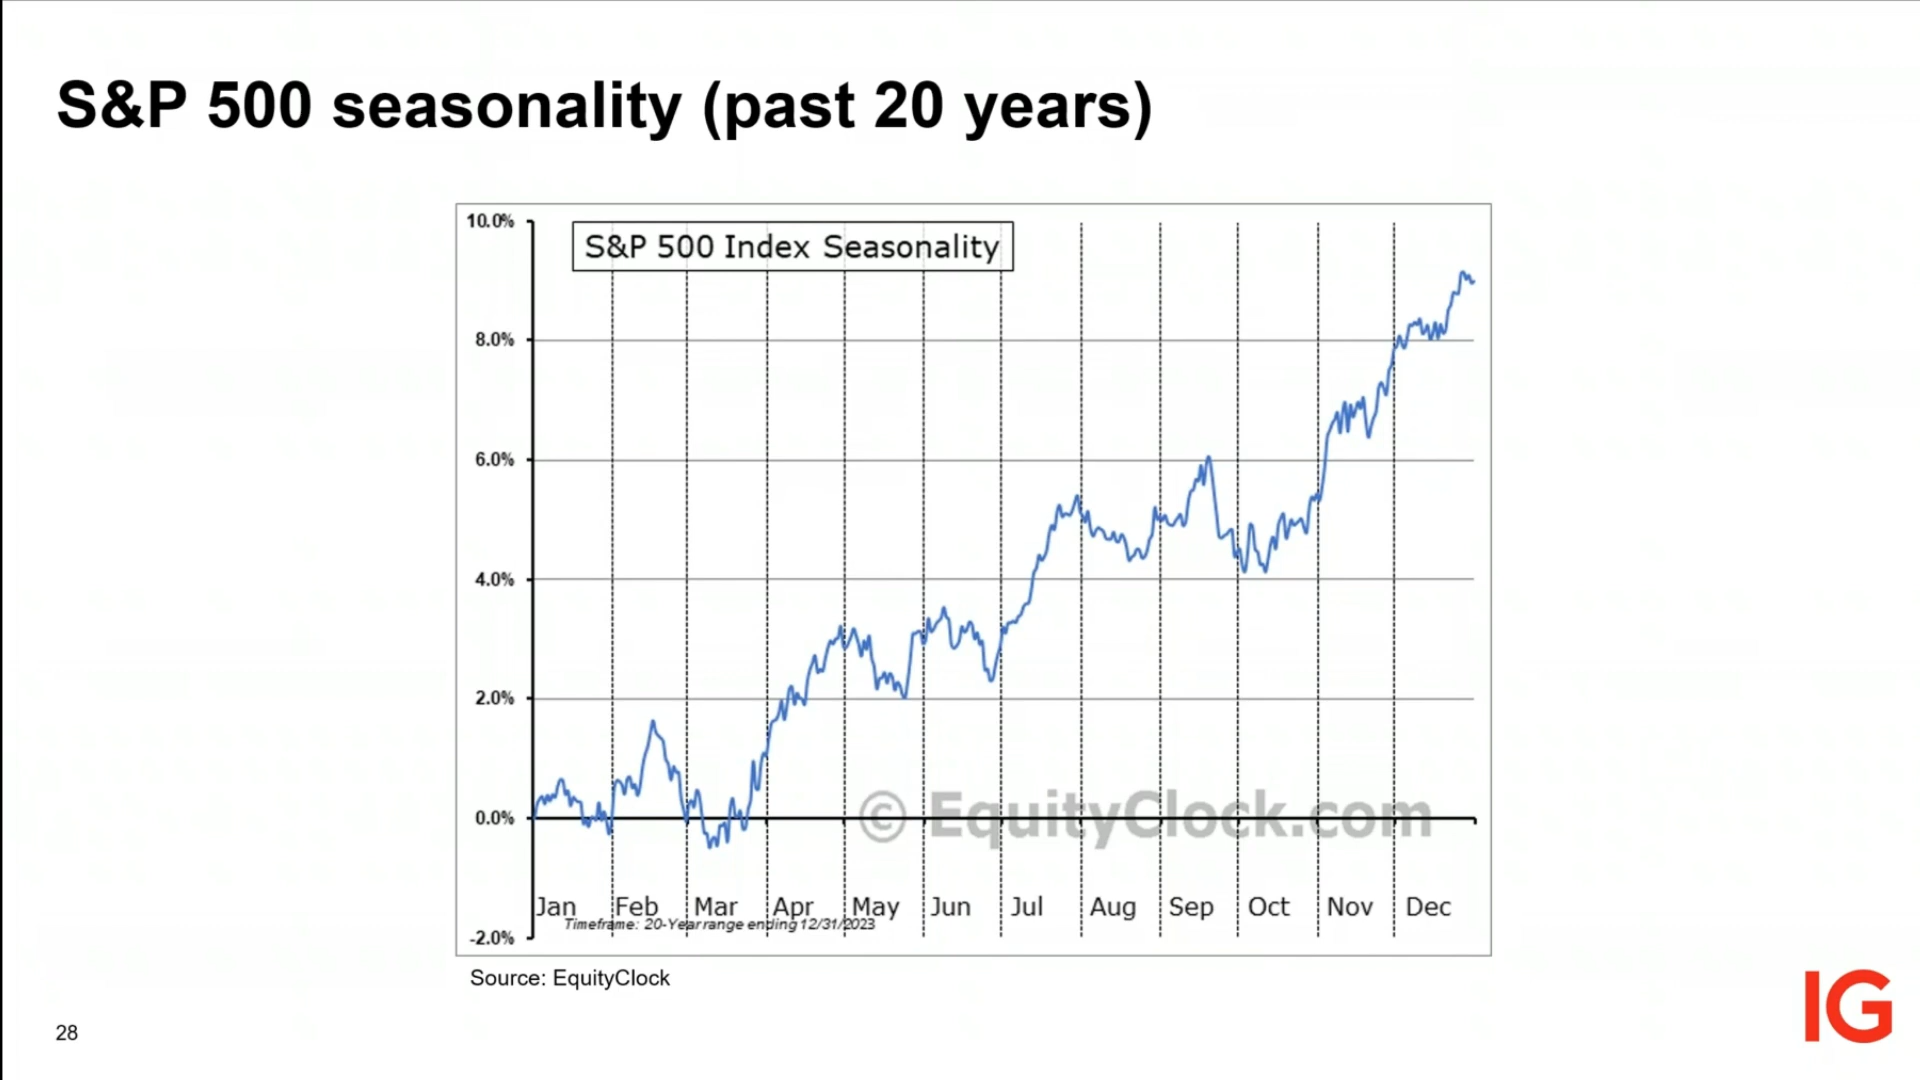 S&P 500 seasonality (past 20 years)
S&P 500 Index Seasonality
10.0%
8.0%
6.0%
4.0%
2.0%
0.0%
-2.0%
© EquityClock.com
Jan Feb Mar Apr May Jun Jul Aug Sep Oct Nov Dec
Timeframe: 20-Year range ending 12/31/2023
Source: EquityClock
28
IG